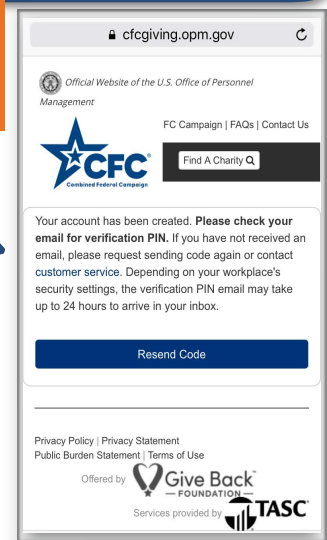 cfcgiving.opm.gov
Official Website of the U.S. Office of Personnel
Management
FC Campaign | FAQs | Contact Us
CFC
Combined Federal Campaign
Find A Charity
Your account has been created. Please check your
email for verification PIN. If you have not received an
email, please request sending code again or contact
customer service. Depending on your workplace's
security settings, the verification PIN email may take
up to 24 hours to arrive in your inbox.
Resend Code
Privacy Policy | Privacy Statement
Public Burden Statement | Terms of Use
Offered by Give Back™
FOUNDATION
Services provided by TASC